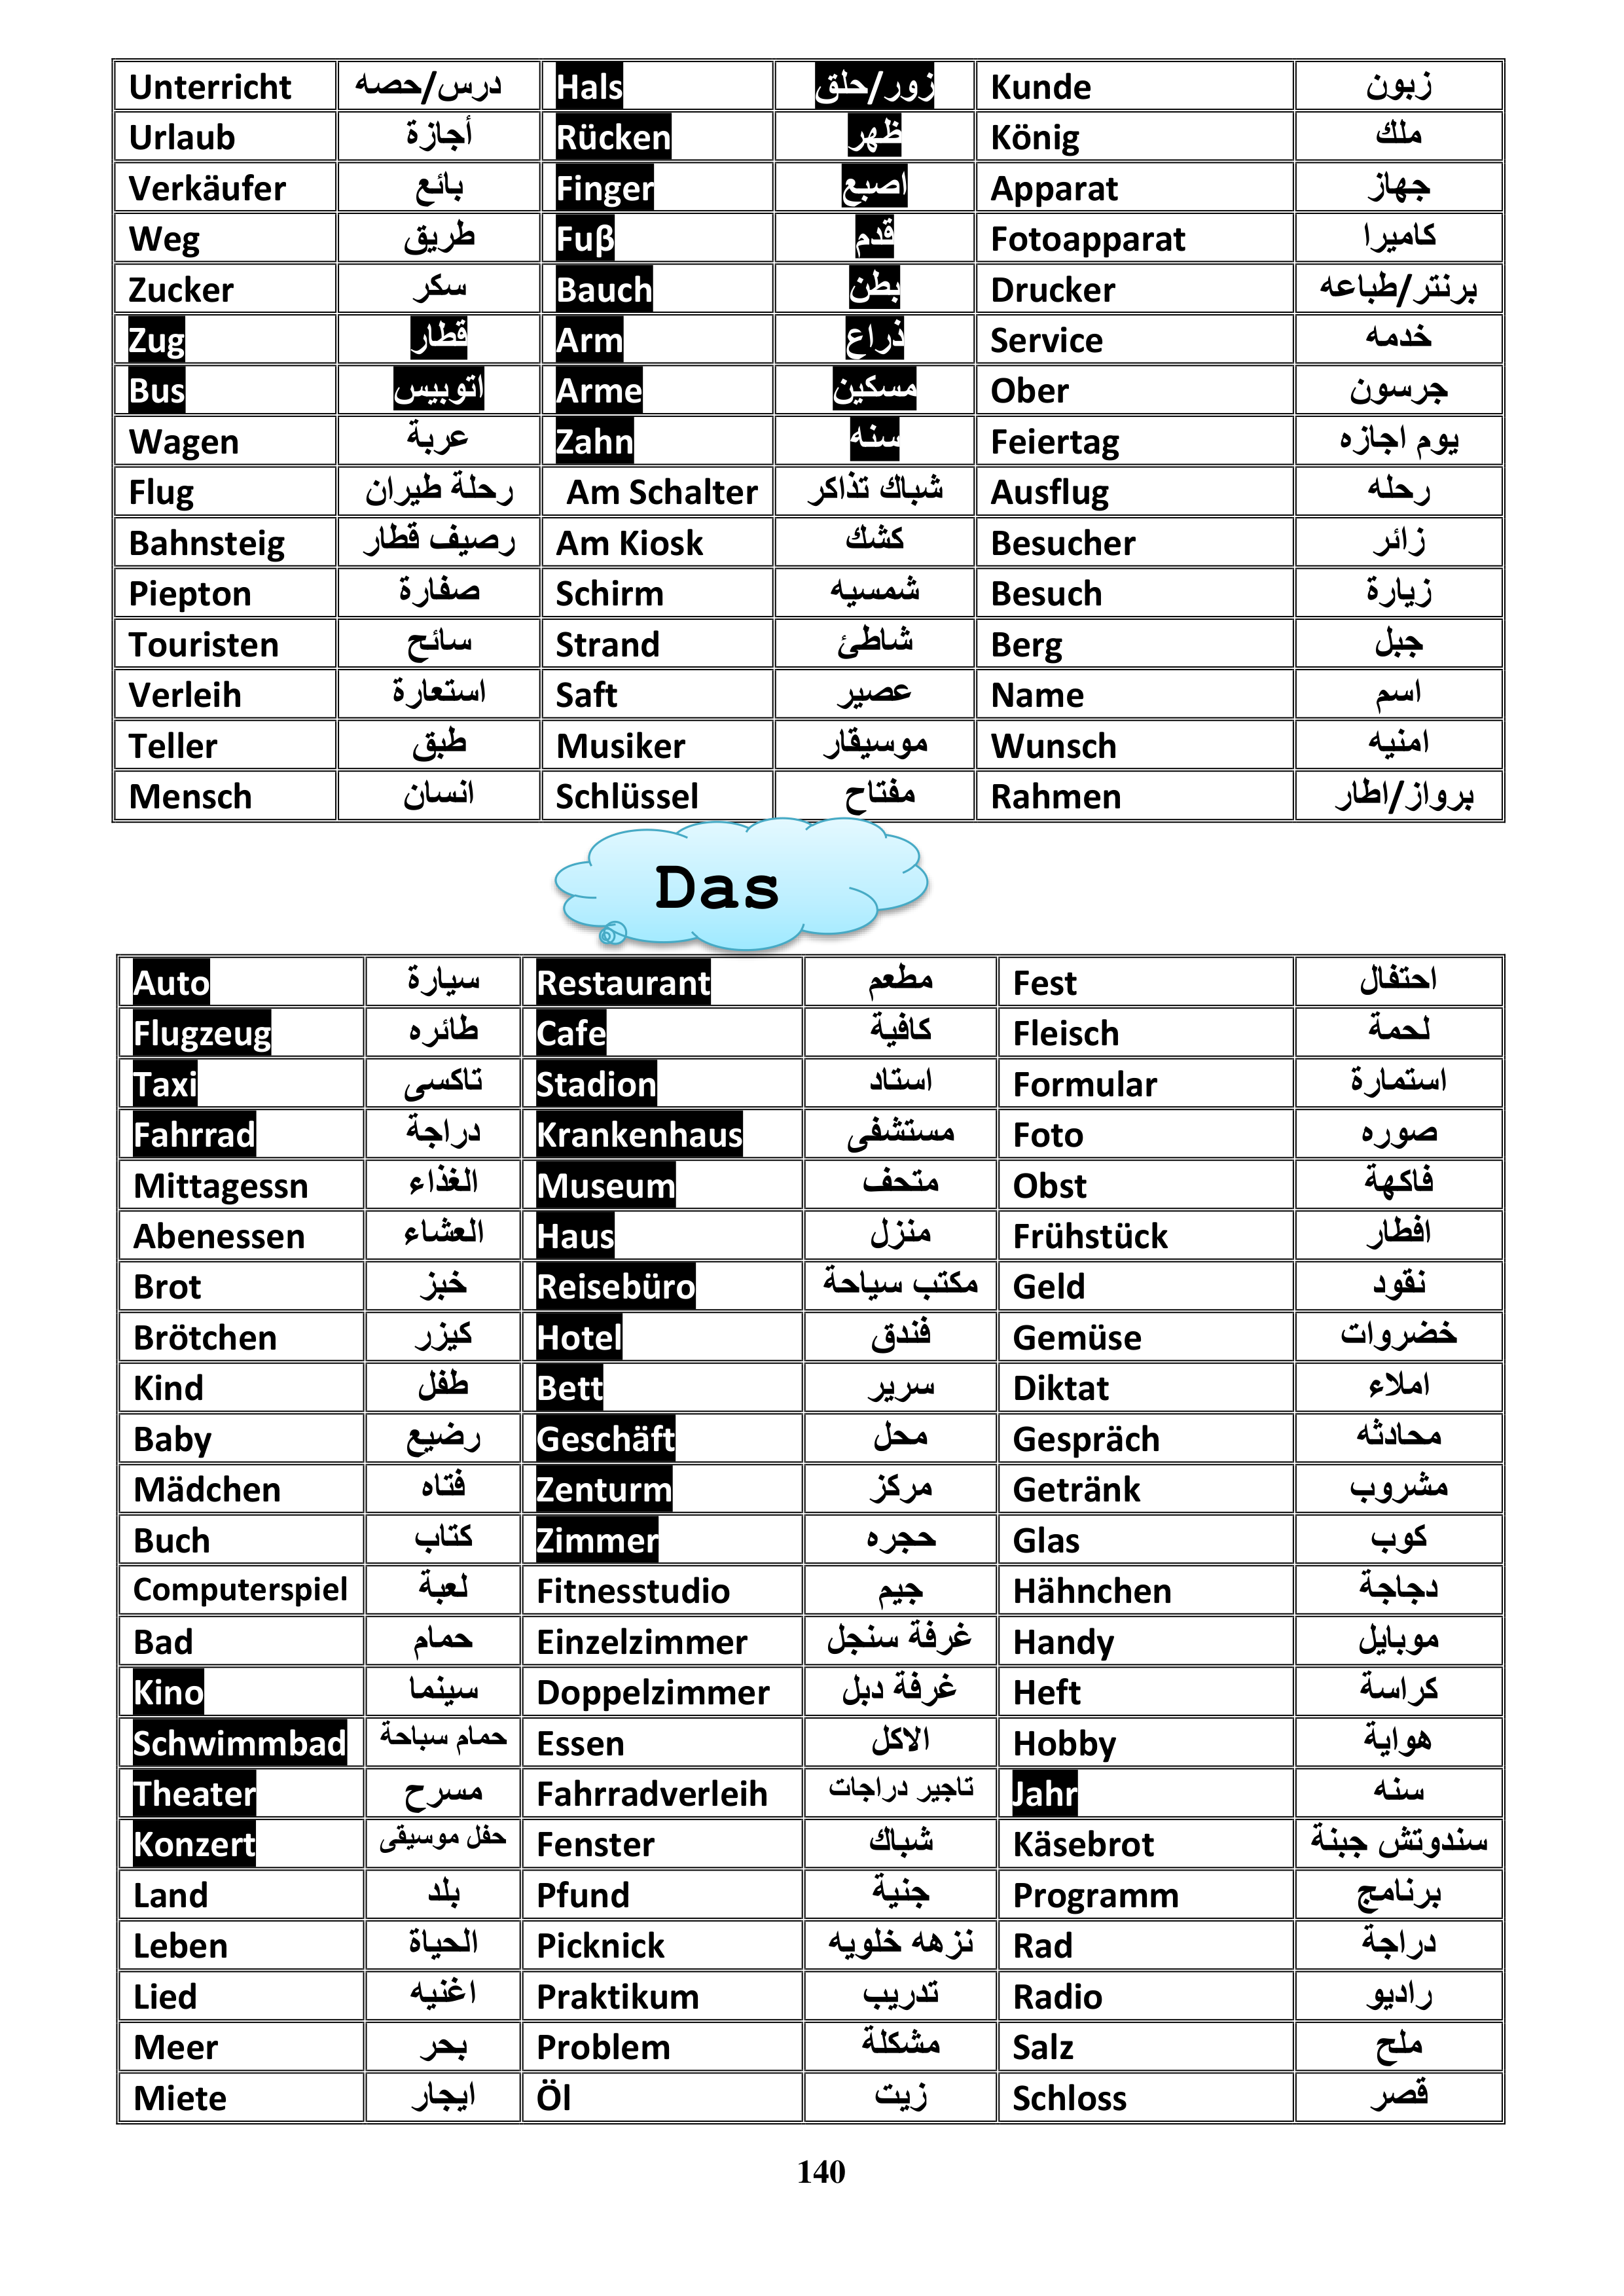 Unterricht درس/حصه Hals زور/حلق Kunde زبون
Urlaub أجازة Rücken ظهر König ملك
Verkäufer بائع Finger اصبع Apparat جهاز
Weg طريق Fuβ قدم Fotoapparat كاميرا
Zucker سكر Bauch بطن Drucker برنتر/طباعه
Zug قطار Arm ذراع Service خدمه
Bus اتوبيس Arme مسكين Ober جرسون
Wagen عربة Zahn سنه Feiertag يوم اجازه
Flug رحلة طيران Am Schalter شباك تذاكر Ausflug رحله
Bahnsteig رصيف قطار Am Kiosk كشك Besucher زائر
Piepton صفارة Schirm شمسيه Besuch زيارة
Touristen سائح Strand شاطئ Berg جبل
Verleih استعارة Saft عصير Name اسم
Teller طبق Musiker موسيقار Wunsch امنيه
Mensch انسان Schlüssel مفتاح Rahmen برواز/اطار
Das
Auto سيارة Restaurant مطعم Fest احتفال
Flugzeug طائره Cafe كافية Fleisch لحمة
Taxi تاكسى Stadion استاد Formular استمارة
Fahrrad دراجة Krankenhaus مستشفى Foto صوره
Mittagessn الغذاء Museum متحف Obst فاكهة
Abenessen العشاء Haus منزل Frühstück افطار
Brot خبز Reisebüro مكتب سياحة Geld نقود
Brötchen كيزر Hotel فندق Gemüse خضروات
Kind طفل Bett سرير Diktat املاء
Baby رضيع Geschäft محل Gespräch محادثه
Mädchen فتاه Zenturm مركز Getränk مشروب
Buch كتاب Zimmer حجره Glas كوب
Computerspiel لعبة Fitnesstudio جيم Hähnchen دجاجة
Bad حمام Einzelzimmer غرفة سنجل Handy موبايل
Kino سينما Doppelzimmer غرفة دبل Heft كراسة
Schwimmbad حمام سباحة Essen الاكل Hobby هواية
Theater مسرح Fahrradverleih تاجير دراجات Jahr سنه
Konzert حفل موسيقى Fenster شباك Käsebrot سندوتش جبنة
Land بلد Pfund جنية Programm برنامج
Leben الحياة Picknick نزهه خلويه Rad دراجة
Lied اغنيه Praktikum تدريب Radio راديو
Meer بحر Problem مشكلة Salz ملح
Miete ايجار Öl زيت Schloss قصر
140